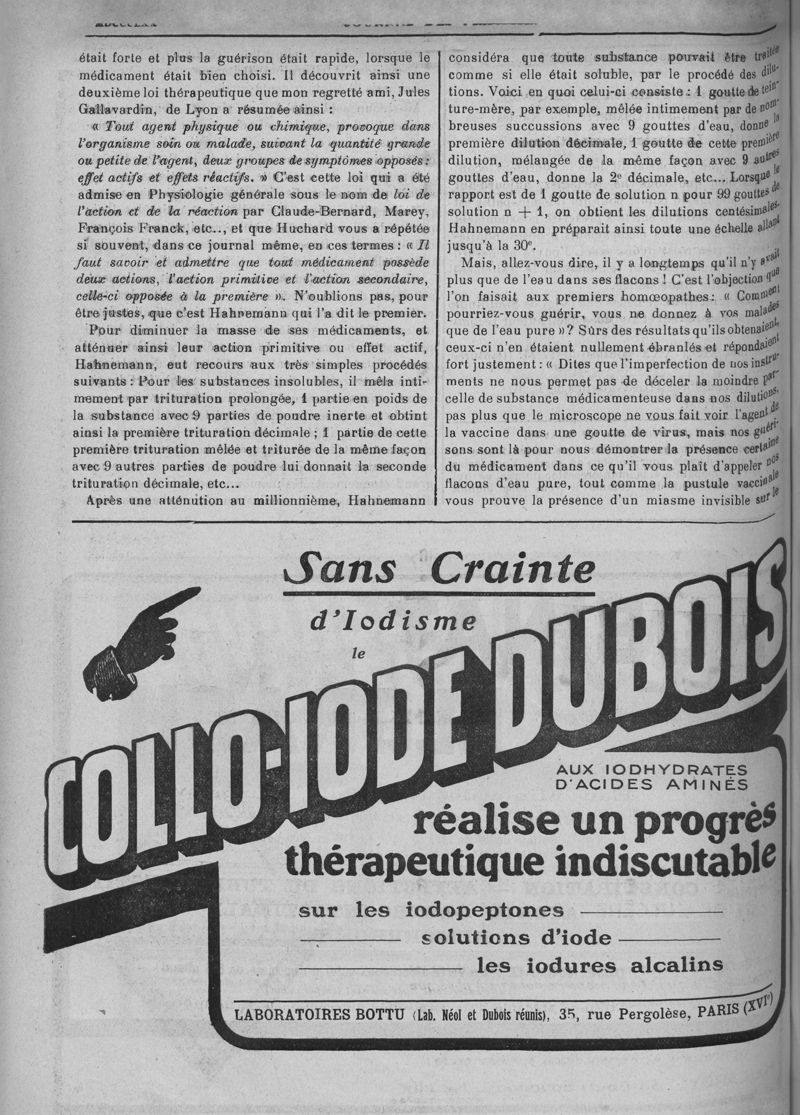 était forte et plus la guérison était rapide, lorsque le
médicament était bien choisi. Il découvrit ainsi une
deuxième loi thérapeutique que mon regretté ami, Jules
Gallavardin, de Lyon a résumée ainsi :
« Tout agent physique ou chimique, provoque dans
l'organisme soin ou malade, suivant la quantité grande
ou petite de l'agent, deux groupes de symptômes opposés :
effet actifs et effets réactifs. » C'est cette loi qui a été
admise en Physiologie générale sous le nom de loi de
l'action et de la réaction par Claude-Bernard, Marey,
François Franck, etc.., et que Huchard vous a répétée
si souvent, dans ce journal même, en ces termes : « Il
faut savoir et admettre que tout médicament possède
deux actions, l'action primitive et l'action secondaire,
celle-ci opposée à la première ». N'oublions pas, pour
être justes, que c'est Hahnemann qui l'a dit le premier.
Pour diminuer la masse de ses médicaments, et
atténuer ainsi leur action primitive ou effet actif,
Hahnemann, eut recours aux très simples procédés
suivants : Pour les substances insolubles, il mêla inti-
mement par trituration prolongée, 1 partie en poids de
la substance avec 9 parties de poudre inerte et obtint
ainsi la première trituration décimale ; 1 partie de cette
première trituration mêlée et triturée de la même façon
avec 9 autres parties de poudre lui donnait la seconde
trituration décimale, etc...
Après une atténution au millionnième, Hahnemann
considéra que toute substance pouvait être traitée
comme si elle était soluble, par le procédé des dilu-
tions. Voici en quoi celui-ci consiste : 1 goutte de tein-
ture-mère, par exemple, mêlée intimement par de nom-
breuses succussions avec 9 gouttes d'eau, donne la
première dilution décimale, 1 goutte de cette première
dilution, mélangée de la même façon avec 9 autres
gouttes d'eau, donne la 2e décimale, etc... Lorsque le
rapport est de 1 goutte de solution n pour 99 gouttes de
solution n + 1, on obtient les dilutions centésimales.
Hahnemann en préparait ainsi toute une échelle allant
jusqu'à la 30e.
Mais, allez-vous dire, il y a longtemps qu'il n'y avait
plus que de l'eau dans ses flacons ! C'est l'objection que
l'on faisait aux premiers homœopathes : « Comment
pourriez-vous guérir, vous ne donnez à vos malades
que de l'eau pure » ? Sûrs des résultats qu'ils obtenaient,
ceux-ci n'en étaient nullement ébranlés et répondaient
fort justement : « Dites que l'imperfection de nos instru-
ments ne nous permet pas de déceler la moindre par-
celle de substance médicamenteuse dans nos dilutions,
pas plus que le microscope ne vous fait voir l'agent de
la vaccine dans une goutte de virus, mais nos guéri-
sons sont là pour nous démontrer la présence certaine
du médicament dans ce qu'il vous plaît d'appeler nos
flacons d'eau pure, tout comme la pustule vaccinale
vous prouve la présence d'un miasme invisible sur le
Sans Crainte
d'Iodisme
le
COLLO-IODE DUBOIS
AUX IODHYDRATES
D'ACIDES AMINÉS
réalise un progrès
thérapeutique indiscutable
sur les iodopeptones
solutions d'iode
les iodures alcalins
LABORATOIRES BOTTU (Lab. Néol et Dubois réunis), 35, rue Pergolèse, PARIS (XVIe)